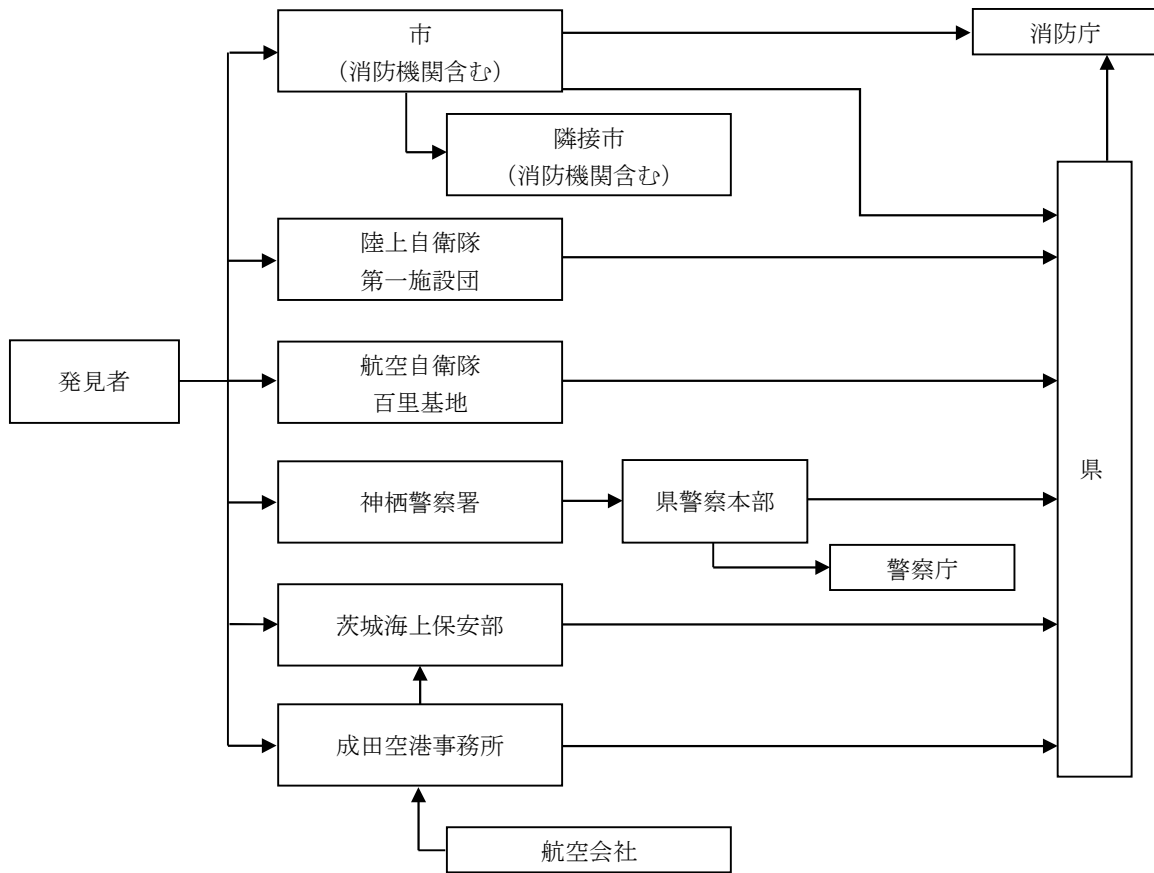 市
（消防機関含む）
消防庁
隣接市
（消防機関含む）
陸上自衛隊
第一施設団
発見者
航空自衛隊
百里基地
県
神栖警察署
県警察本部
警察庁
茨城海上保安部
成田空港事務所
航空会社